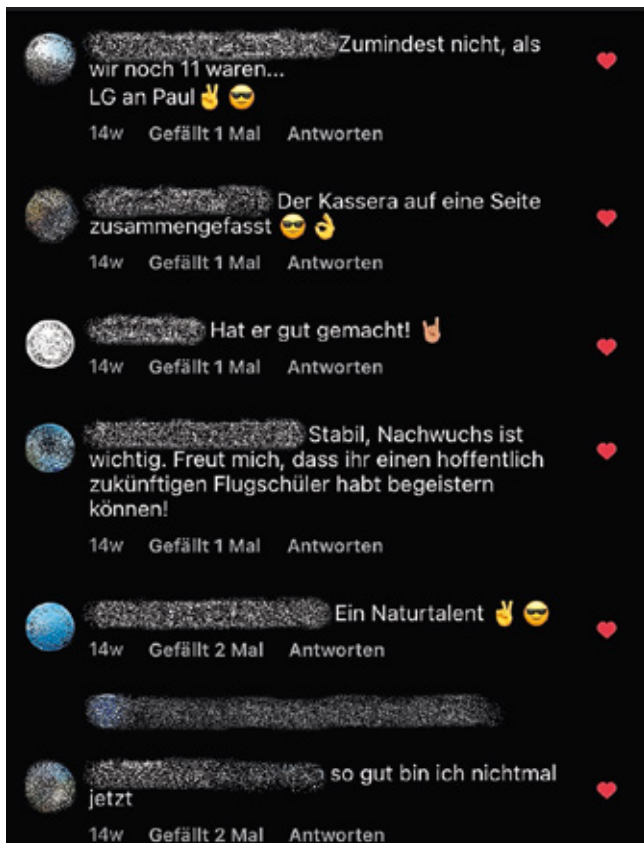 Zumindest nicht, als
wir noch 11 waren...
LG an Paul✌️😎
14w Gefällt 1 Mal Antworten
Der Kassera auf eine Seite
zusammengefasst 😎👌
14w Gefällt 1 Mal Antworten
Hat er gut gemacht! 🤘
14w Gefällt 1 Mal Antworten
Stabil, Nachwuchs ist
wichtig. Freut mich, dass ihr einen hoffentlich
zukünftigen Flugschüler habt begeistern
können!
14w Gefällt 1 Mal Antworten
Ein Naturtalent ✌️😎
14w Gefällt 2 Mal Antworten
so gut bin ich nichtmal
jetzt
14w Gefällt 2 Mal Antworten